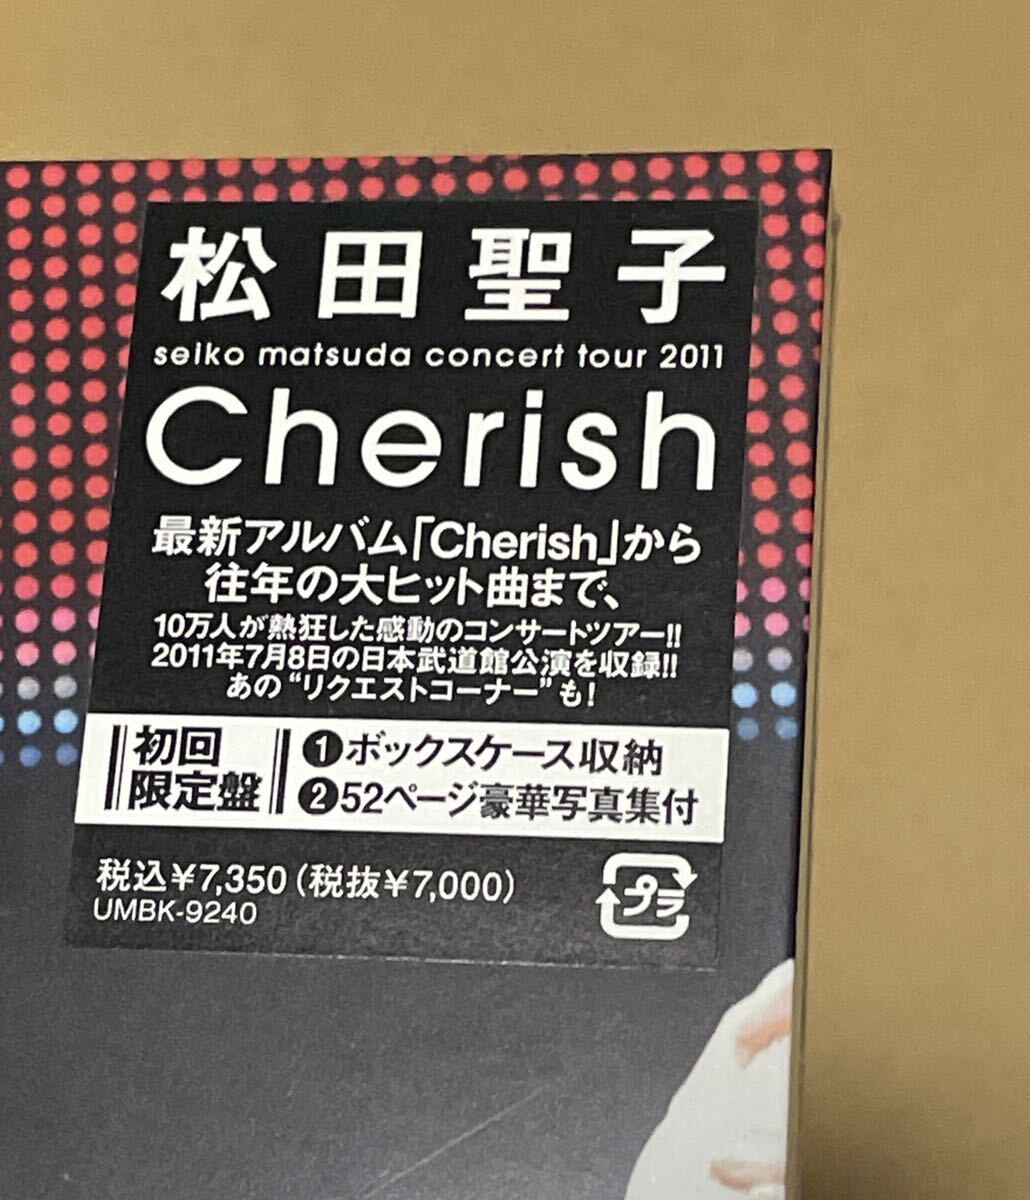 松田聖子
seiko matsuda concert tour 2011
Cherish
最新アルバム「Cherish」から
往年の大ヒット曲まで、
10万人が熱狂した感動のコンサートツアー!!
2011年7月8日の日本武道館公演を収録!!
あの“リクエストコーナー”も!
初回
限定盤
❶ボックスケース収納
❷52ページ豪華写真集付
税込¥7,350(税抜¥7,000)
UMBK-9240
プラ